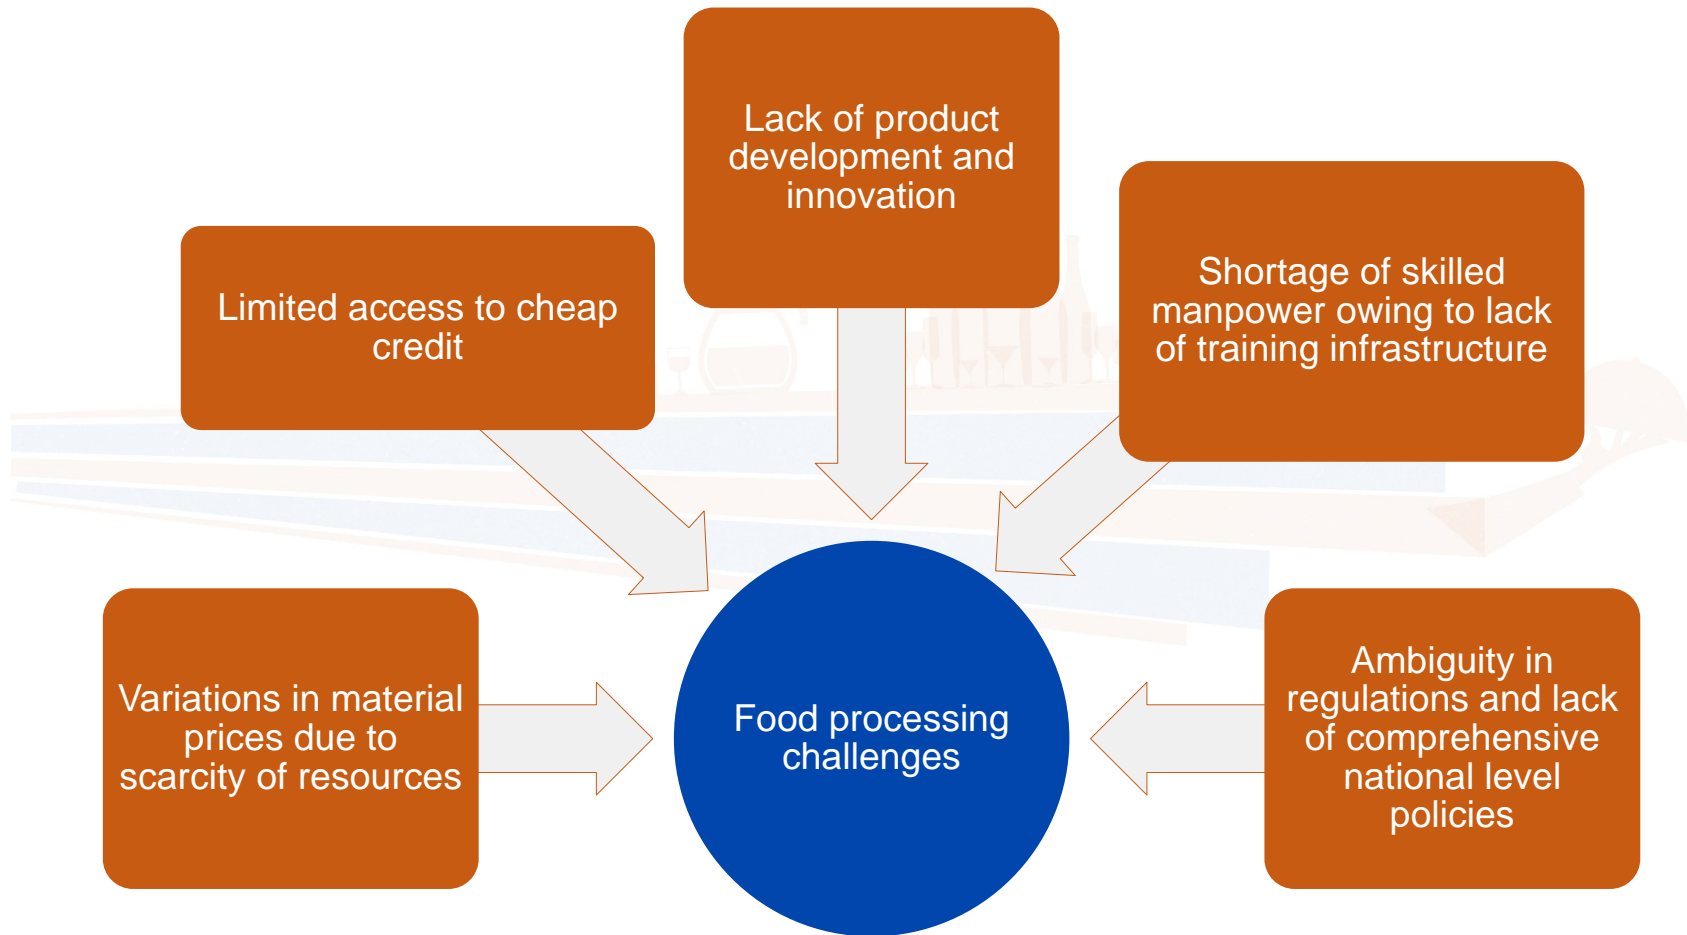 Lack of product
development and
innovation
Limited access to cheap
credit
Shortage of skilled
manpower owing to lack
of training infrastructure
Variations in material
prices due to
scarcity of resources
Food processing
challenges
Ambiguity in
regulations and lack
of comprehensive
national level
policies